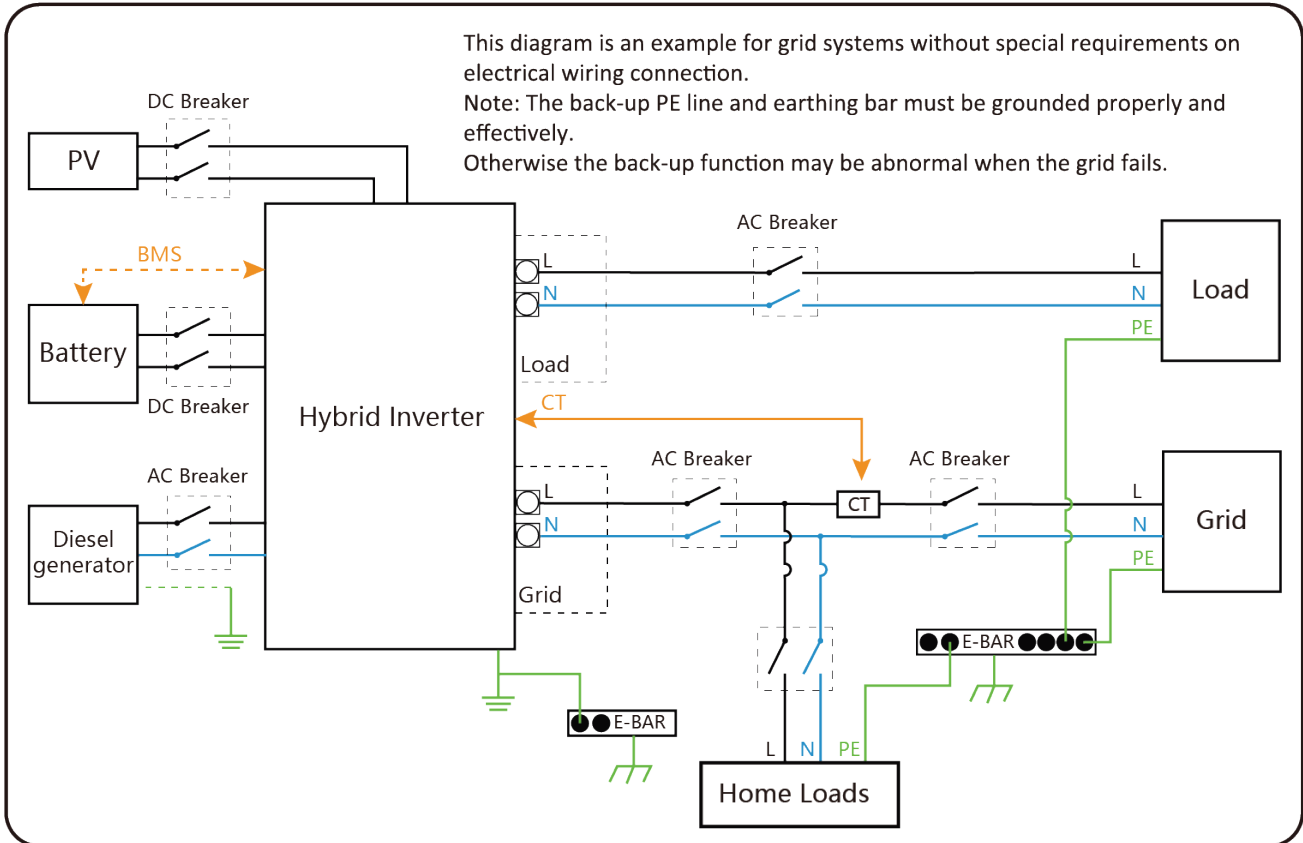 This diagram is an example for grid systems without special requirements on
electrical wiring connection.
Note: The back-up PE line and earthing bar must be grounded properly and
effectively.
Otherwise the back-up function may be abnormal when the grid fails.
DC Breaker
PV
AC Breaker
BMS
L
L
N
N
Load
PE
Battery
Load
DC Breaker
Hybrid Inverter
CT
AC Breaker
AC Breaker
AC Breaker
L
CT
L
N
N
Grid
Diesel
generator
PE
Grid
E-BAR
E-BAR
L
N
PE
Home Loads